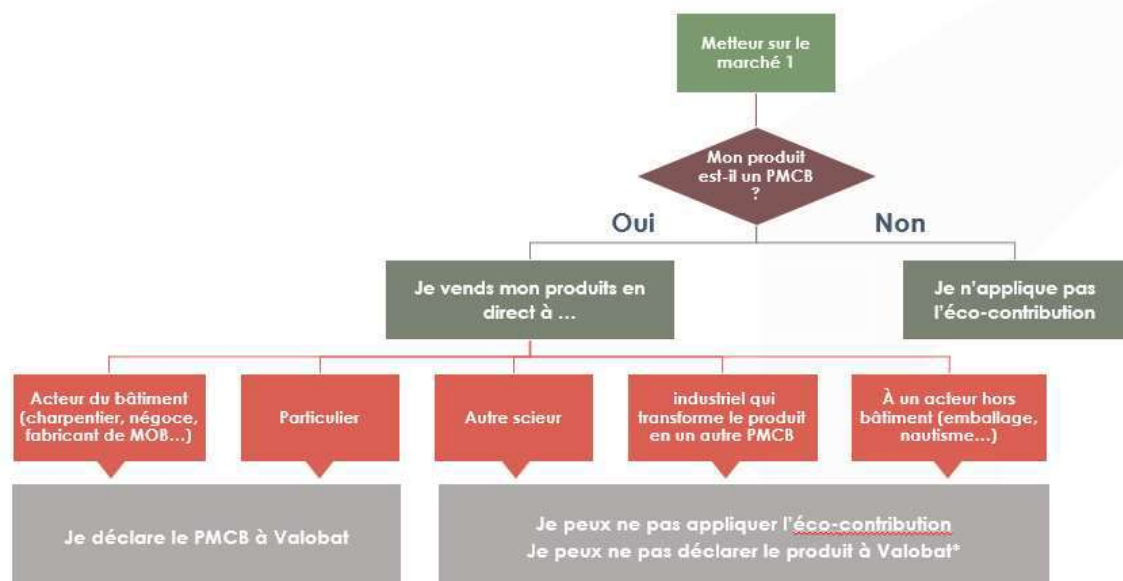 Metteur sur le
marché 1
Mon produit
est-il un PMCB
?
Oui
Non
Je vends mon produits en
direct à ...
Je n'applique pas
l'éco-contribution
Acteur du bâtiment
(charpentier, négoce,
fabricant de MOB...)
Particulier
Autre scieur
industriel qui
transforme le produit
en un autre PMCB
À un acteur hors
bâtiment (emballage,
nautisme...)
Je déclare le PMCB à Valobat
Je peux ne pas appliquer l'éco-contribution
Je peux ne pas déclarer le produit à Valobat*